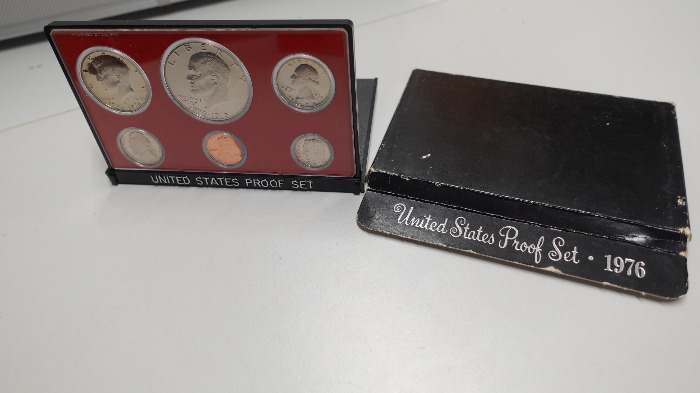 LIBERTY
UNITED STATES PROOF SET
United States Proof Set · 1976